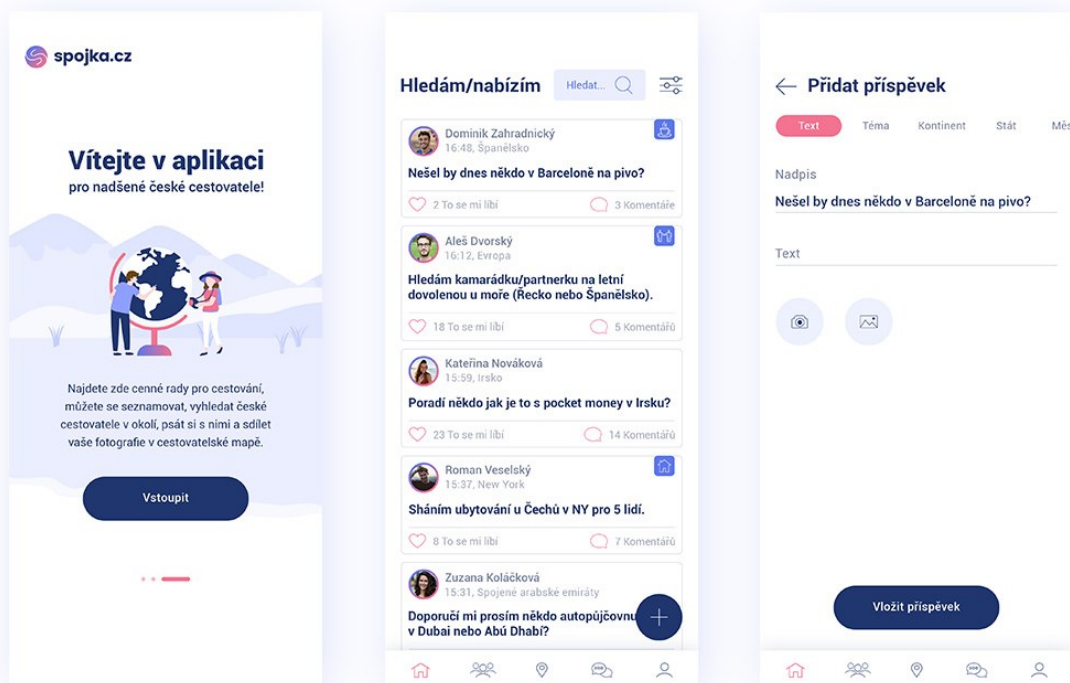 spojka.cz
Vítejte v aplikaci
pro nadšené české cestovatele!
Najdete zde cenné rady pro cestování,
můžete se seznamovat, vyhledat české
cestovatele v okolí, psát si s nimi a sdílet
vaše fotografie v cestovatelské mapě.
Vstoupit
Hledám/nabízím
Hledat...
Dominik Zahradnický
16:48, Španělsko
Nešel by dnes někdo v Barceloně na pivo?
2 To se mi líbí
3 Komentáře
Aleš Dvorský
16:12, Evropa
Hledám kamarádku/partnerku na letní
dovolenou u moře (Řecko nebo Španělsko).
18 To se mi líbí
5 Komentářů
Kateřina Nováková
15:59, Irsko
Poradí někdo jak je to s pocket money v Irsku?
23 To se mi líbí
14 Komentářů
Roman Veselský
15:37, New York
Sháním ubytování u Čechů v NY pro 5 lidí.
8 To se mi líbí
7 Komentářů
Zuzana Koláčková
15:31, Spojené arabské emiráty
Doporučí mi prosím někdo autopůjčovnu
v Dubai nebo Abú Dhabí?
Přidat příspěvek
Text
Téma
Kontinent
Stát
Nadpis
Nešel by dnes někdo v Barceloně na pivo?
Text
Vložit příspěvek